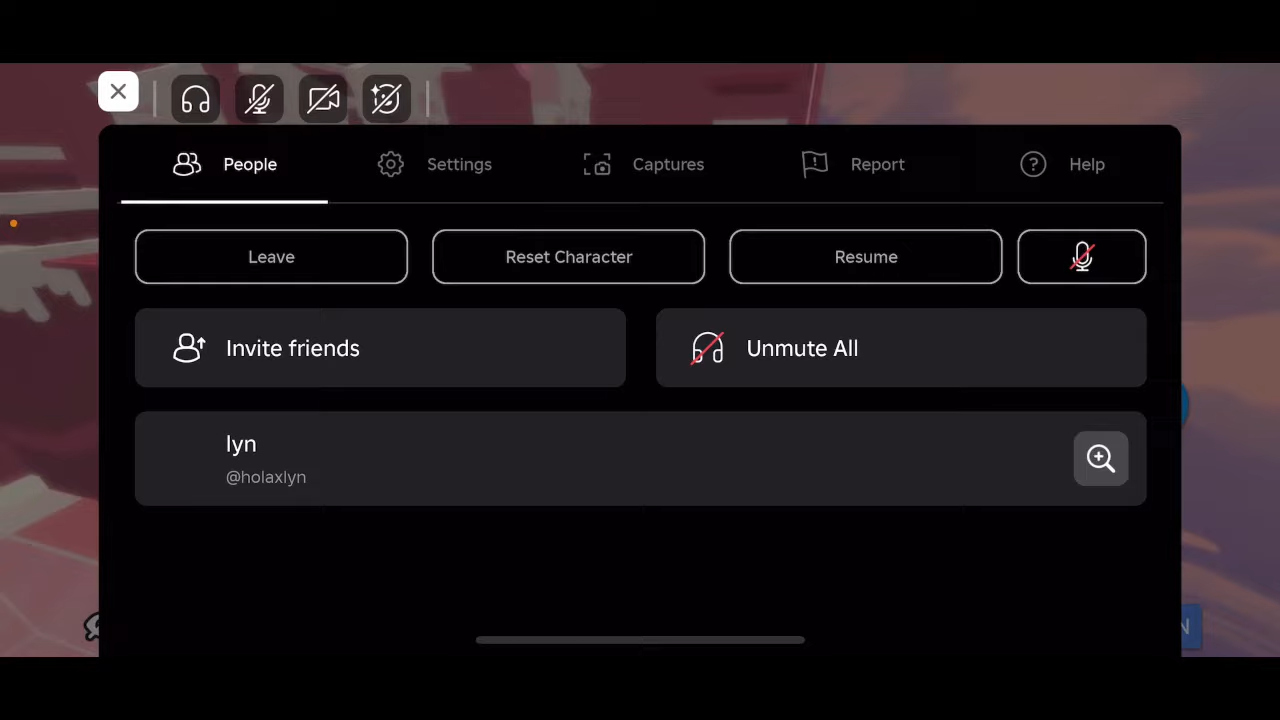 People
Settings
Captures
Report
Help
Leave
Reset Character
Resume
Invite friends
Unmute All
lyn
@holaxlyn
N